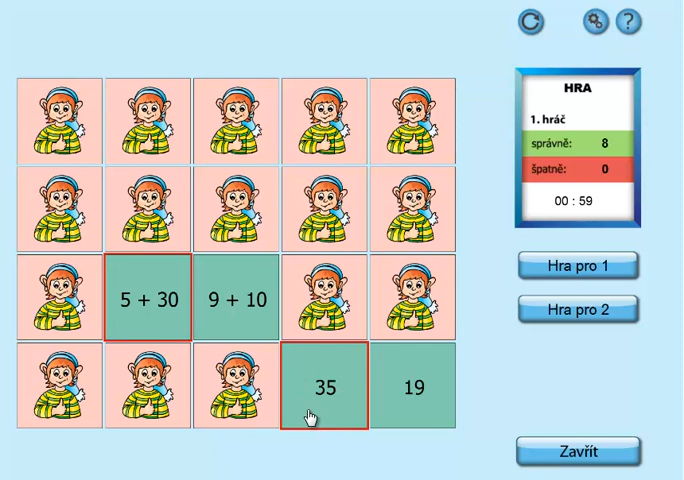 ?
HRA
1. hráč
správně: 8
špatně: 0
00 : 59
Hra pro 1
Hra pro 2
5 + 30
9 + 10
35
19
Zavřít